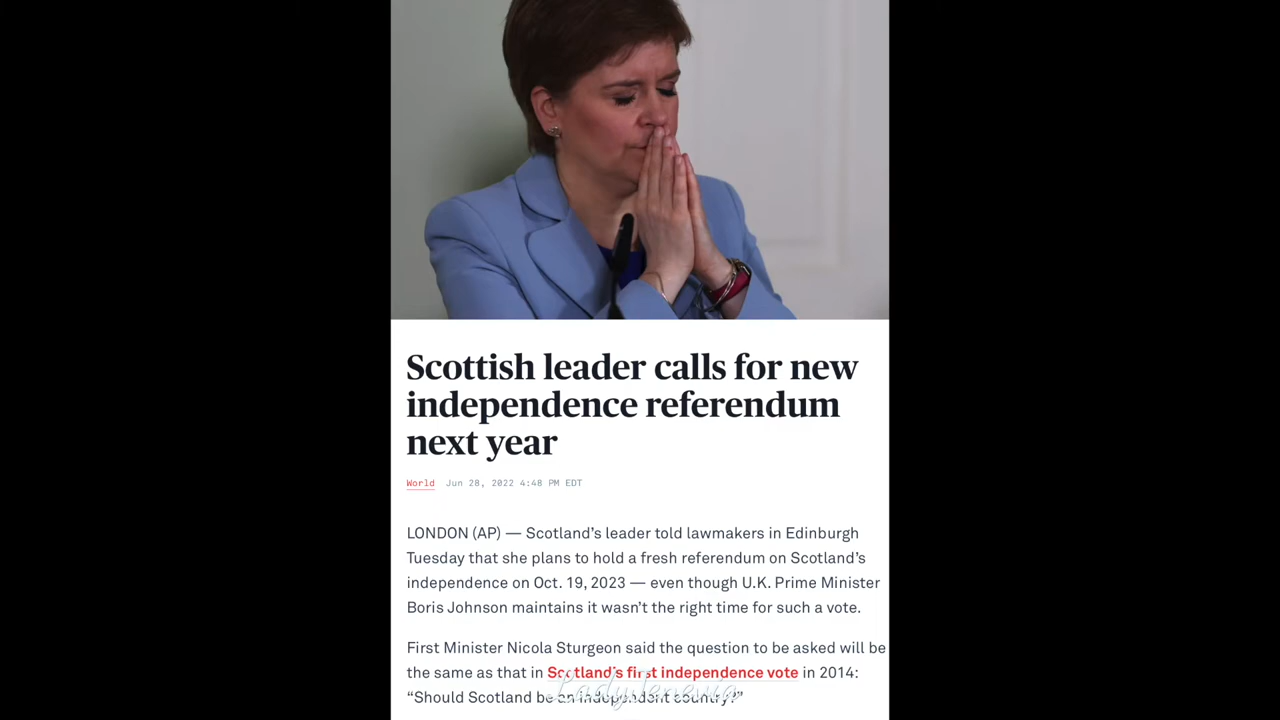 Scottish leader calls for new
independence referendum
next year
World Jun 28, 2022 4:48 PM EDT
LONDON (AP) — Scotland’s leader told lawmakers in Edinburgh
Tuesday that she plans to hold a fresh referendum on Scotland’s
independence on Oct. 19, 2023 — even though U.K. Prime Minister
Boris Johnson maintains it wasn’t the right time for such a vote.
First Minister Nicola Sturgeon said the question to be asked will be
the same as that in Scotland’s first independence vote in 2014:
“Should Scotland be an independent country?”